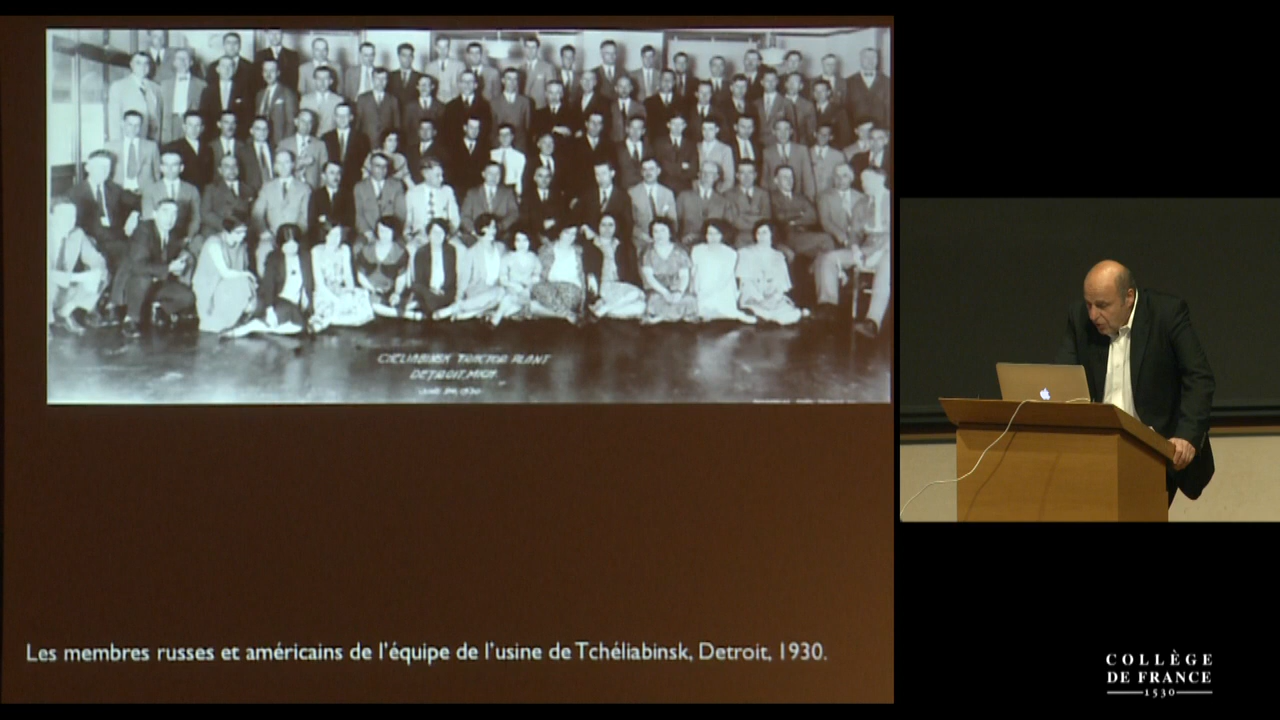 CHELIABINSK TRACTOR PLANT
DETROIT, MICH.
Les membres russes et américains de l'équipe de l'usine de Tchéliabinsk, Detroit, 1930.
COLLÈGE
DE FRANCE
1530